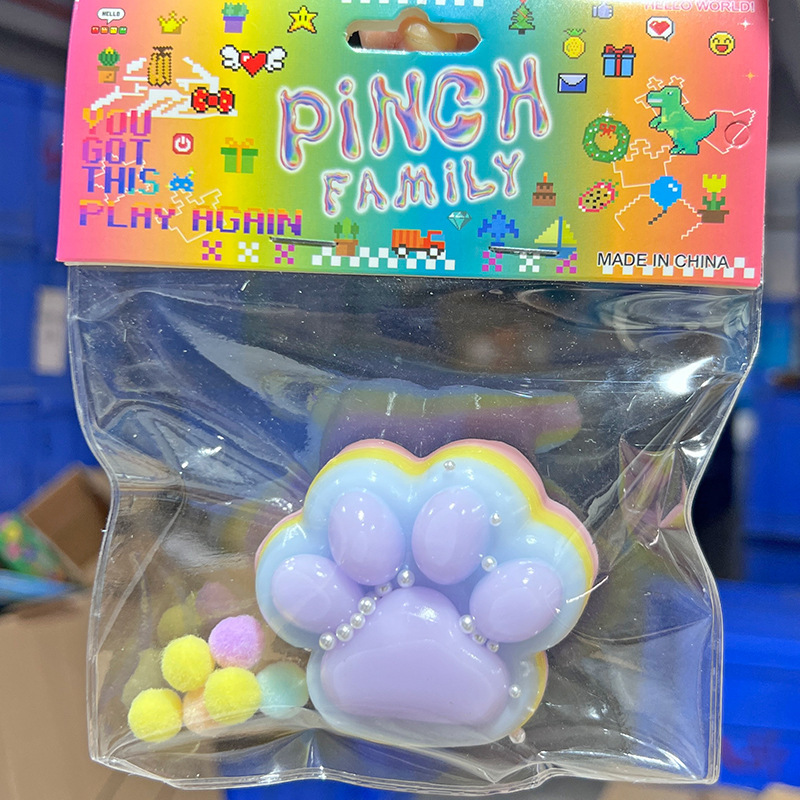 HELLO
HELLO WORLD!
PINCH
FAMILY
YOU
GOT
THIS
PLAY AGAIN
MADE IN CHINA